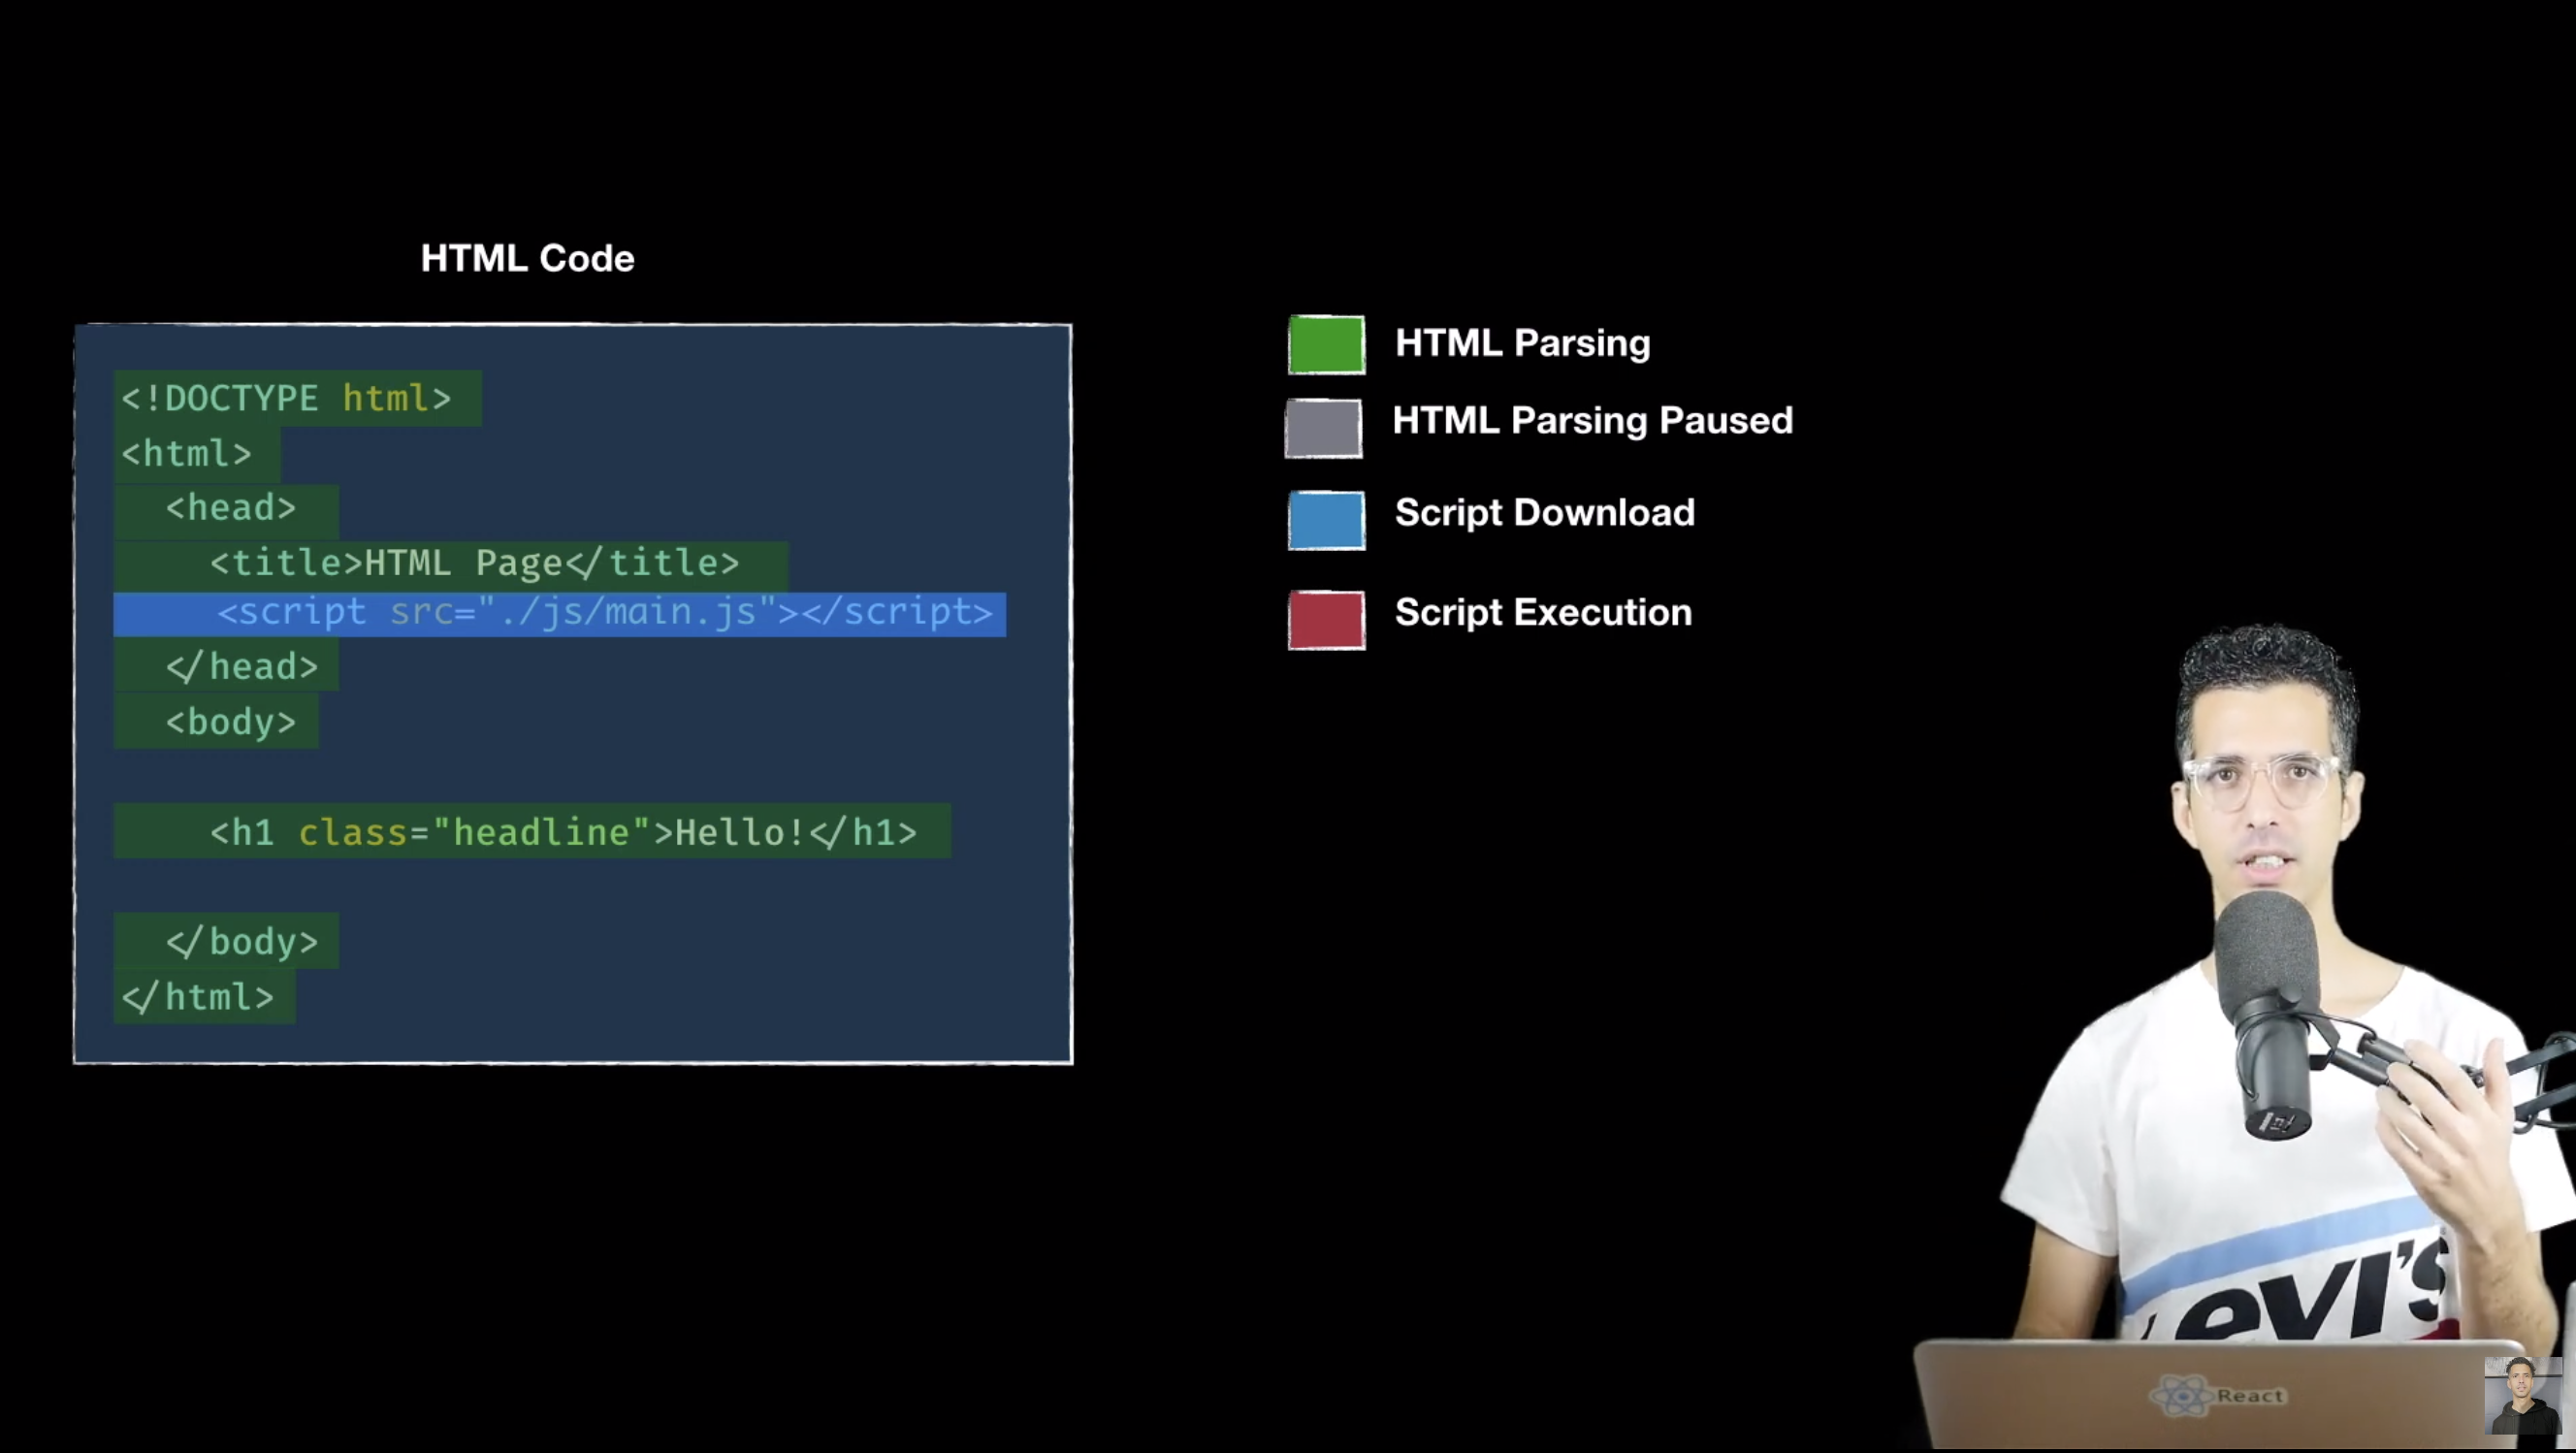 HTML Code
<!DOCTYPE html>
<html>
<head>
<title>HTML Page</title>
<script src="./js/main.js"></script>
</head>
<body>
<h1 class="headline">Hello!</h1>
</body>
</html>
HTML Parsing
HTML Parsing Paused
Script Download
Script Execution
Levi's
React